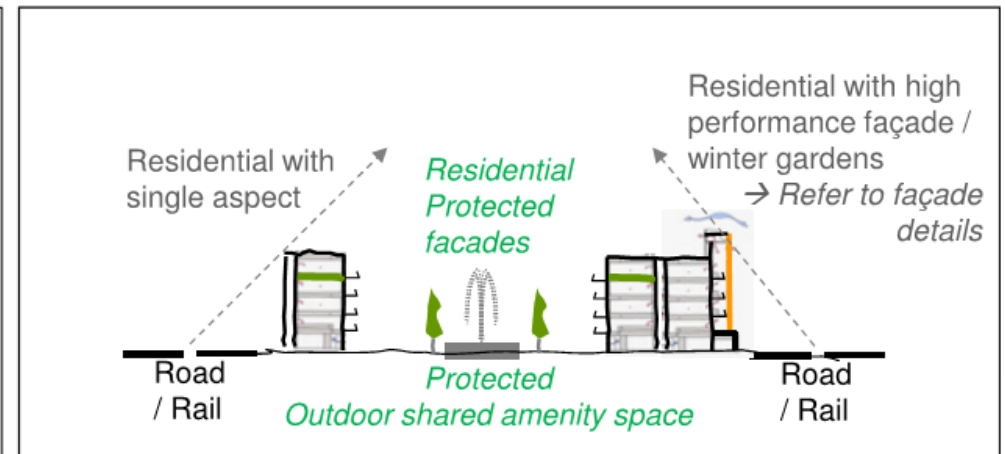 Residential with
single aspect
Residential
Protected
facades
Residential with high
performance façade /
winter gardens
→ Refer to façade
details
Road
/ Rail
Protected
Outdoor shared amenity space
Road
/ Rail